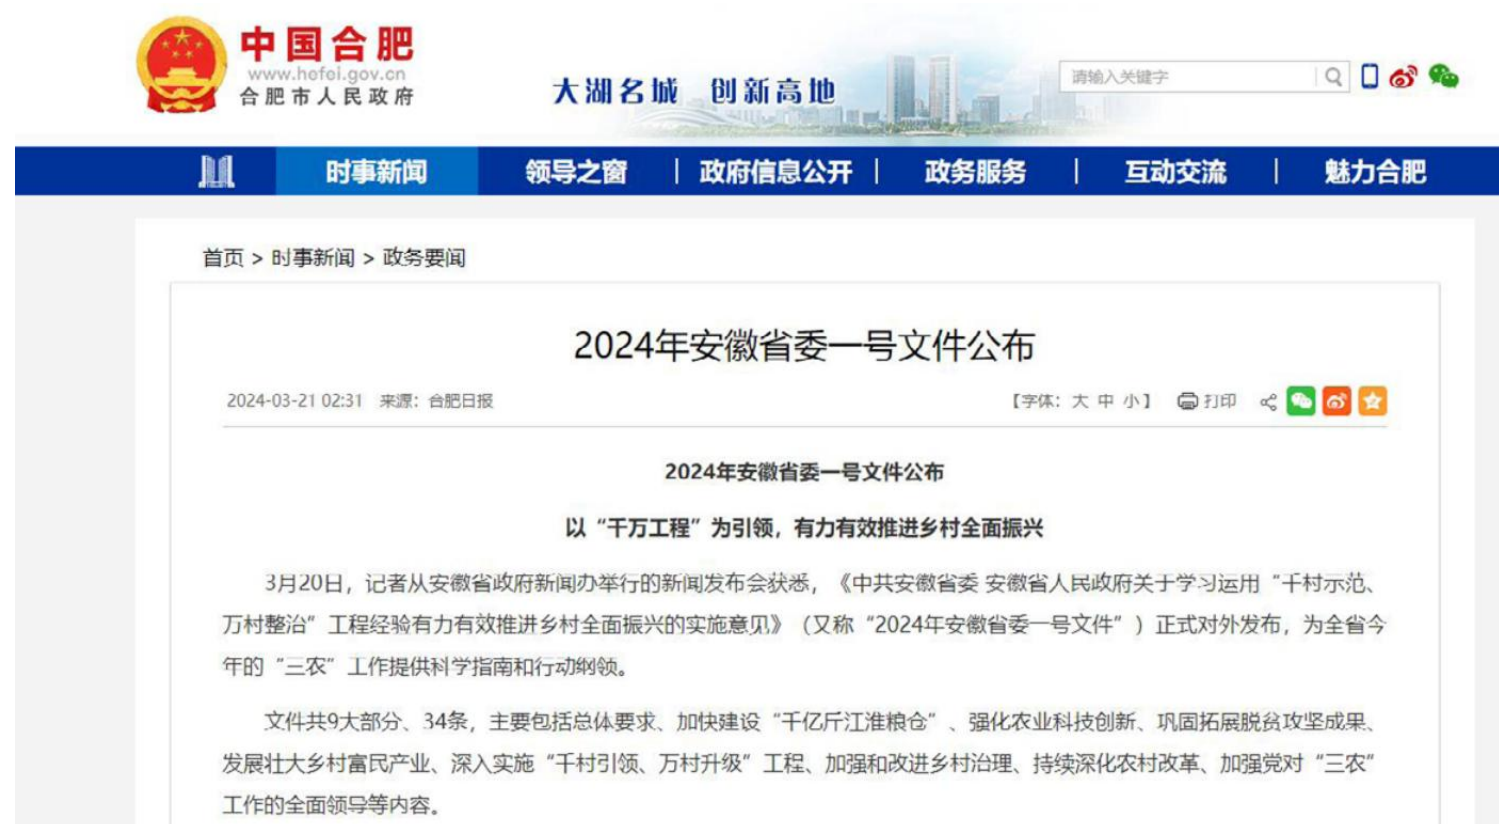 中国合肥
www.hefei.gov.cn
合肥市人民政府
大湖名城 创新高地
请输入关键字
时事新闻 领导之窗 政府信息公开 政务服务 互动交流 魅力合肥
首页 > 时事新闻 > 政务要闻
2024年安徽省委一号文件公布
2024-03-21 02:31 来源：合肥日报 【字体：大 中 小】 打印
2024年安徽省委一号文件公布
以“千万工程”为引领，有力有效推进乡村全面振兴
3月20日，记者从安徽省政府新闻办举行的新闻发布会获悉，《中共安徽省委 安徽省人民政府关于学习运用“千村示范、
万村整治”工程经验有力有效推进乡村全面振兴的实施意见》（又称“2024年安徽省委一号文件”）正式对外发布，为全省今
年的“三农”工作提供科学指南和行动纲领。
文件共9大部分、34条，主要包括总体要求、加快建设“千亿斤江淮粮仓”、强化农业科技创新、巩固拓展脱贫攻坚成果、
发展壮大乡村富民产业、深入实施“千村引领、万村升级”工程、加强和改进乡村治理、持续深化农村改革、加强党对“三农”
工作的全面领导等内容。